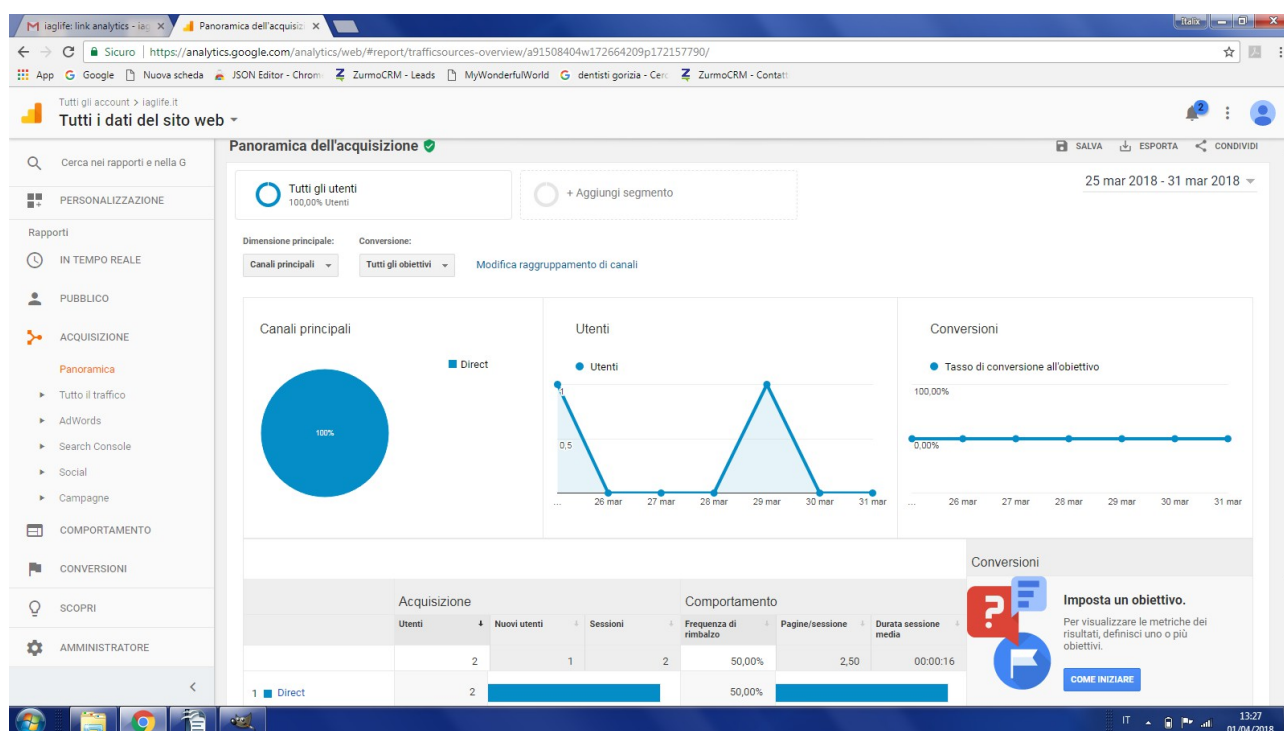 iaglife: link analytics - iag
Panoramica dell'acquisiz
Italix
Sicuro | https://analytics.google.com/analytics/web/#report/trafficsources-overview/a91508404w172664209p172157790/
App Google Nuova scheda JSON Editor - Chrom ZurmoCRM - Leads MyWonderfulWorld dentisti gorizia - Cerc ZurmoCRM - Contatt
Tutti gli account > iaglife.it
Tutti i dati del sito web
2
Cerca nei rapporti e nella G
PERSONALIZZAZIONE
Rapporti
IN TEMPO REALE
PUBBLICO
ACQUISIZIONE
Panoramica
Tutto il traffico
AdWords
Search Console
Social
Campagne
COMPORTAMENTO
CONVERSIONI
SCOPRI
AMMINISTRATORE
Panoramica dell'acquisizione
SALVA ESPORTA CONDIVIDI
Tutti gli utenti
100,00% Utenti
+ Aggiungi segmento
25 mar 2018 - 31 mar 2018
Dimensione principale: Conversione:
Canali principali Tutti gli obiettivi Modifica raggruppamento di canali
Canali principali
Direct
100%
Utenti
Utenti
1
0,5
... 26 mar 27 mar 28 mar 29 mar 30 mar 31 mar
Conversioni
Tasso di conversione all'obiettivo
100,00%
0,00%
... 26 mar 27 mar 28 mar 29 mar 30 mar 31 mar
Acquisizione Comportamento
Utenti Nuovi utenti Sessioni Frequenza di rimbalzo Pagine/sessione Durata sessione media
2 1 2 50,00% 2,50 00:00:16
1 Direct 2 50,00%
Conversioni
Imposta un obiettivo.
Per visualizzare le metriche dei
risultati, definisci uno o più
obiettivi.
COME INIZIARE
IT
13:27
01/04/2018